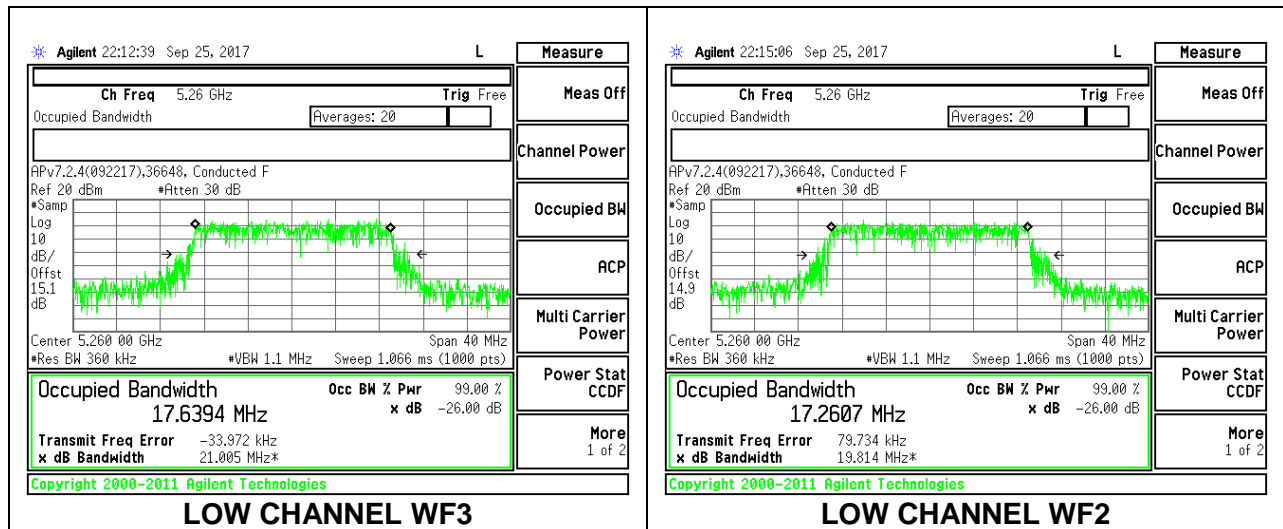 Agilent 22:12:39 Sep 25, 2017 L
Measure
Ch Freq 5.26 GHz Trig Free
Occupied Bandwidth Averages: 20
APv7.2.4(092217),36648, Conducted F
Ref 20 dBm #Atten 30 dB
#Samp
Log
10
dB/
Offst
15.1
dB
Center 5.260 00 GHz Span 40 MHz
#Res BW 360 kHz #VBW 1.1 MHz Sweep 1.066 ms (1000 pts)
Occupied Bandwidth Occ BW % Pwr 99.00 %
17.6394 MHz x dB -26.00 dB
Transmit Freq Error -33.972 kHz
x dB Bandwidth 21.005 MHz*
Copyright 2000-2011 Agilent Technologies
Meas Off
Channel Power
Occupied BW
ACP
Multi Carrier
Power
Power Stat
CCDF
More
1 of 2
LOW CHANNEL WF3
Agilent 22:15:06 Sep 25, 2017 L
Measure
Ch Freq 5.26 GHz Trig Free
Occupied Bandwidth Averages: 20
APv7.2.4(092217),36648, Conducted F
Ref 20 dBm #Atten 30 dB
#Samp
Log
10
dB/
Offst
14.9
dB
Center 5.260 00 GHz Span 40 MHz
#Res BW 360 kHz #VBW 1.1 MHz Sweep 1.066 ms (1000 pts)
Occupied Bandwidth Occ BW % Pwr 99.00 %
17.2607 MHz x dB -26.00 dB
Transmit Freq Error 79.734 kHz
x dB Bandwidth 19.814 MHz*
Copyright 2000-2011 Agilent Technologies
Meas Off
Channel Power
Occupied BW
ACP
Multi Carrier
Power
Power Stat
CCDF
More
1 of 2
LOW CHANNEL WF2